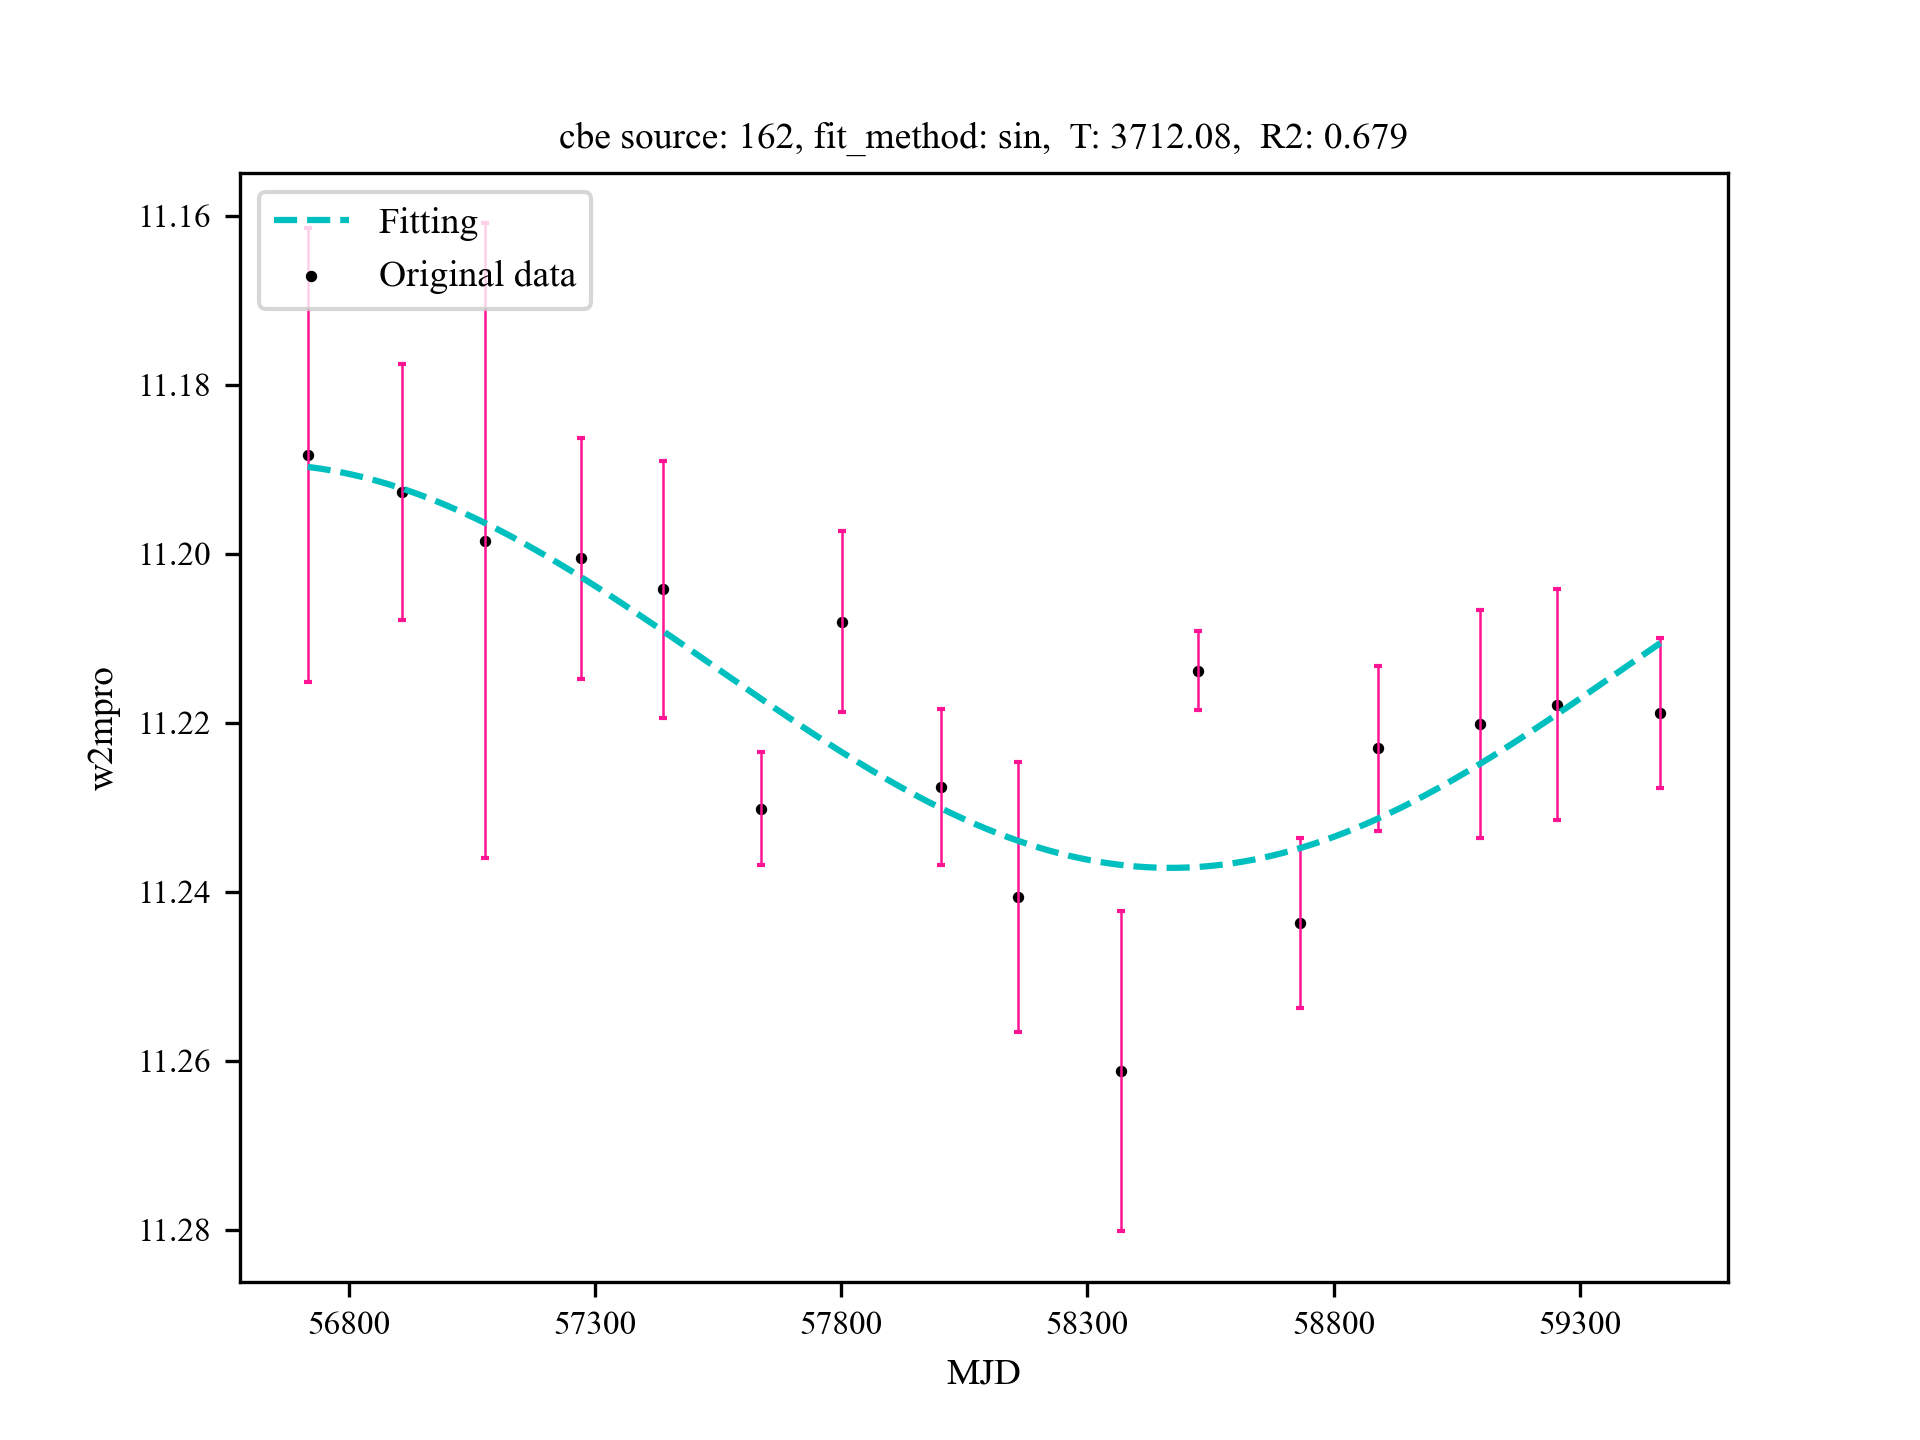 cbe source: 162, fit_method: sin,  T: 3712.08,  R2: 0.679
Fitting
Original data
11.16
11.18
11.20
11.22
11.24
11.26
11.28
w2mpro
56800 57300 57800 58300 58800 59300
MJD